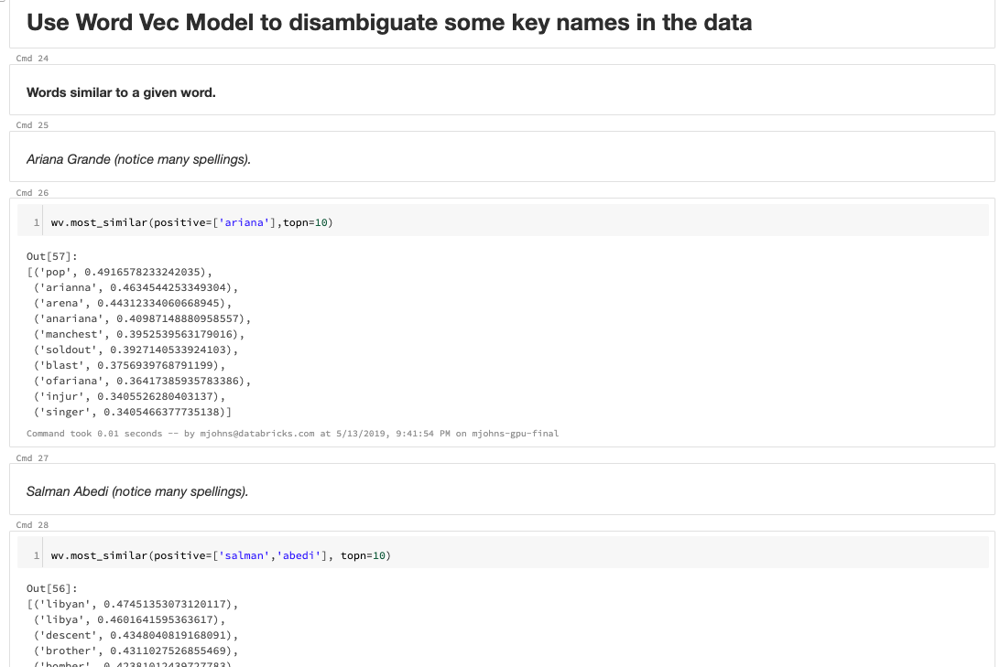 Use Word Vec Model to disambiguate some key names in the data
Cmd 24
Words similar to a given word.
Cmd 25
Ariana Grande (notice many spellings).
Cmd 26
1 wv.most_similar(positive=['ariana'],topn=10)
Out[57]:
[('pop', 0.4916578233242035),
('arianna', 0.4634544253349304),
('arena', 0.44312334060668945),
('anariana', 0.40987148880958557),
('manchest', 0.3952539563179016),
('soldout', 0.3927140533924103),
('blast', 0.3756939768791199),
('ofariana', 0.36417385935783386),
('injur', 0.3405526280403137),
('singer', 0.3405466377735138)]
Command took 0.01 seconds -- by mjohns@databricks.com at 5/13/2019, 9:41:54 PM on mjohns-gpu-final
Cmd 27
Salman Abedi (notice many spellings).
Cmd 28
1 wv.most_similar(positive=['salman','abedi'], topn=10)
Out[56]:
[('libyan', 0.47451353073120117),
('libya', 0.4601641595363617),
('descent', 0.4348040819168091),
('brother', 0.4311027526855469),
('bomber', 0.42381012439727783)